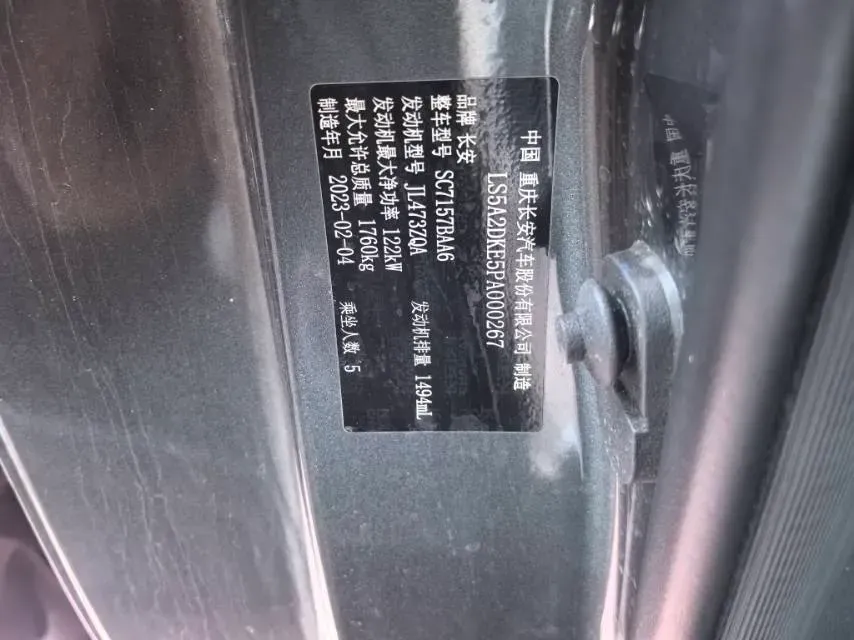 中国 重庆长安汽车股份有限公司 制造
LS5A2DKE5PA000267
品牌 长安
整车型号 SC7157BAA6
发动机型号 JL473ZQA 发动机排量 1494mL
发动机最大净功率 122kW
最大允许总质量 1760kg 乘坐人数 5
制造年月 2023-02-04